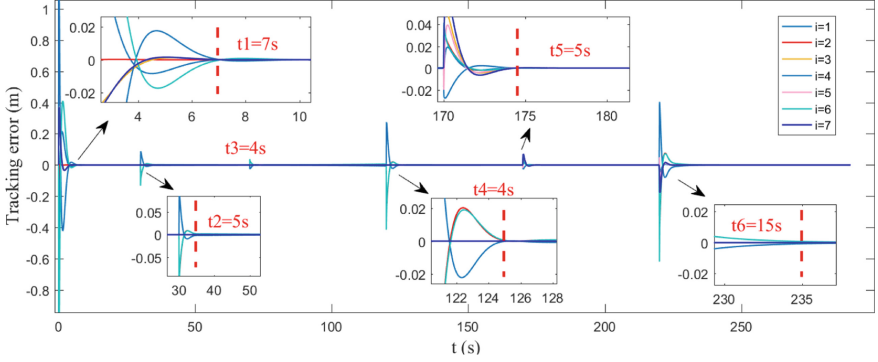 1
0.8
0.6
0.4
0.2
0
-0.2
-0.4
-0.6
-0.8
Tracking error (m)
0 50 100 150 200 250
t (s)
0.02
0
-0.02
4 6 8 10
t1=7s
0.04
0.02
0
-0.02
170 175 180
t5=5s
i=1
i=2
i=3
i=4
i=5
i=6
i=7
t3=4s
0.05
0
-0.05
30 40 50
t2=5s
t4=4s
0.02
0
-0.02
122 124 126 128
t6=15s
0.02
0
-0.02
230 235